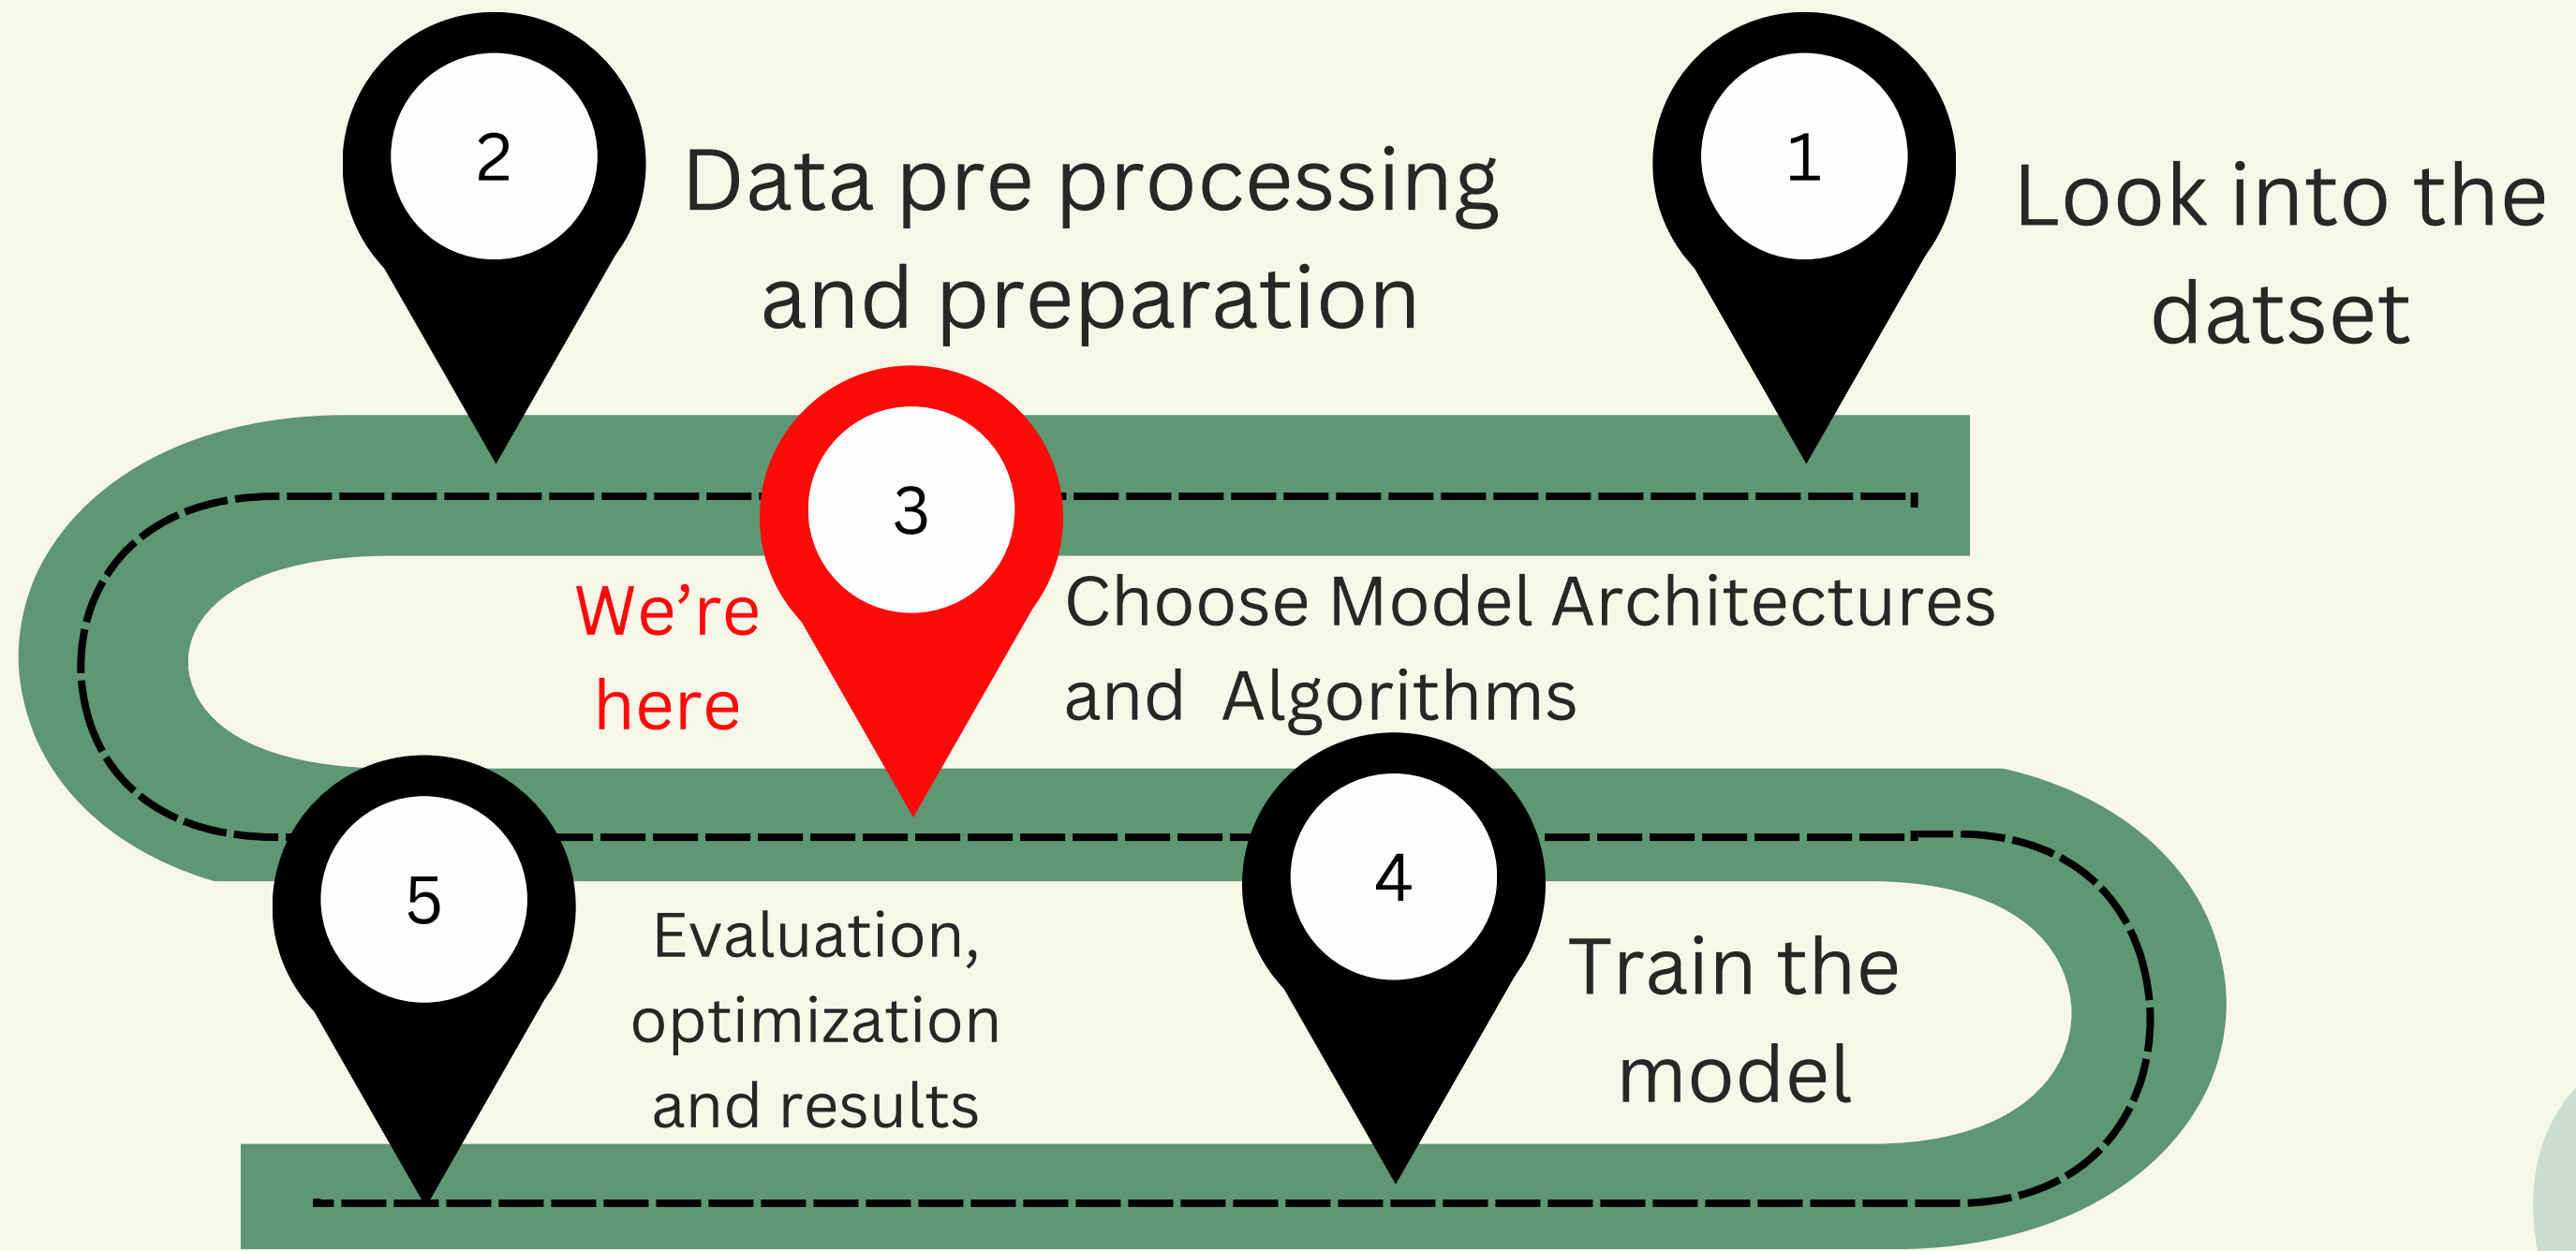 1
Look into the
datset
2
Data pre processing
and preparation
3
We’re
here
Choose Model Architectures
and  Algorithms
4
Train the
model
5
Evaluation,
optimization
and results